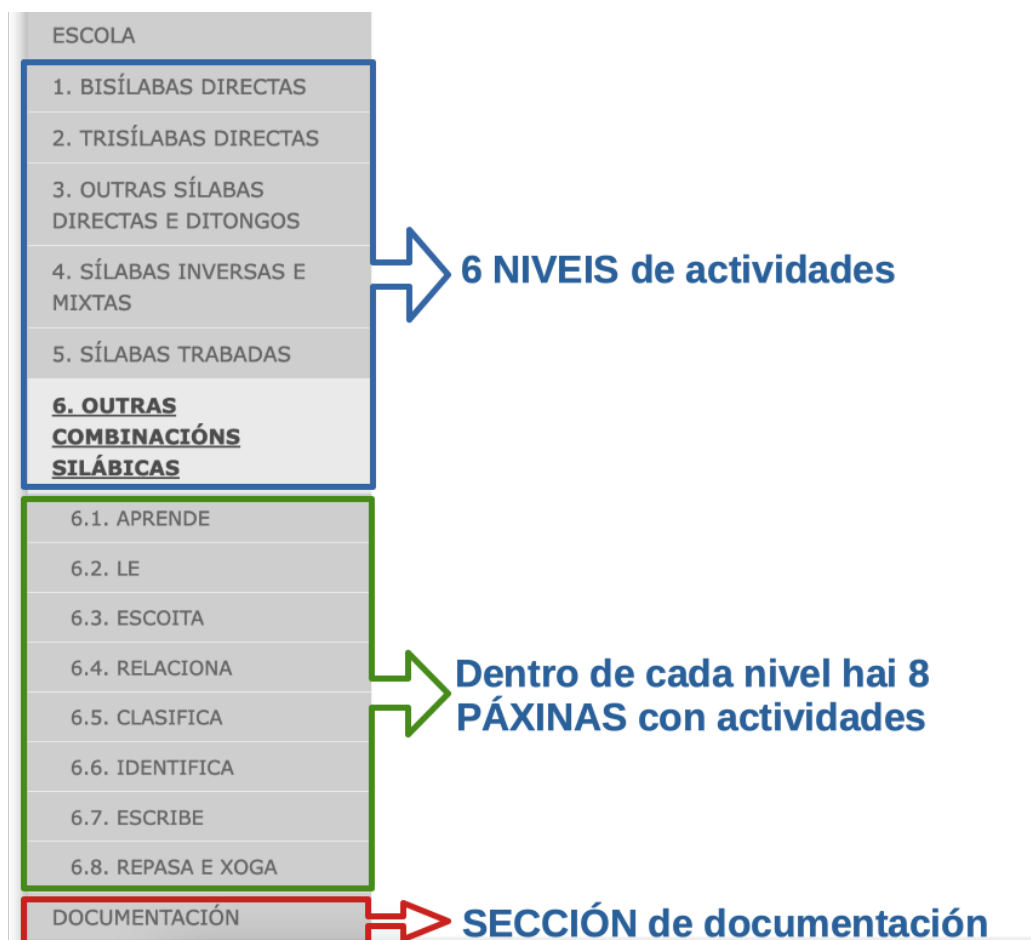 ESCOLA
1. BISÍLABAS DIRECTAS
2. TRISÍLABAS DIRECTAS
3. OUTRAS SÍLABAS
DIRECTAS E DITONGOS
4. SÍLABAS INVERSAS E
MIXTAS
5. SÍLABAS TRABADAS
6. OUTRAS
COMBINACIÓNS
SILÁBICAS
6 NIVEIS de actividades
6.1. APRENDE
6.2. LE
6.3. ESCOITA
6.4. RELACIONA
6.5. CLASIFICA
6.6. IDENTIFICA
6.7. ESCRIBE
6.8. REPASA E XOGA
Dentro de cada nivel hai 8
PÁXINAS con actividades
DOCUMENTACIÓN
SECCIÓN de documentación